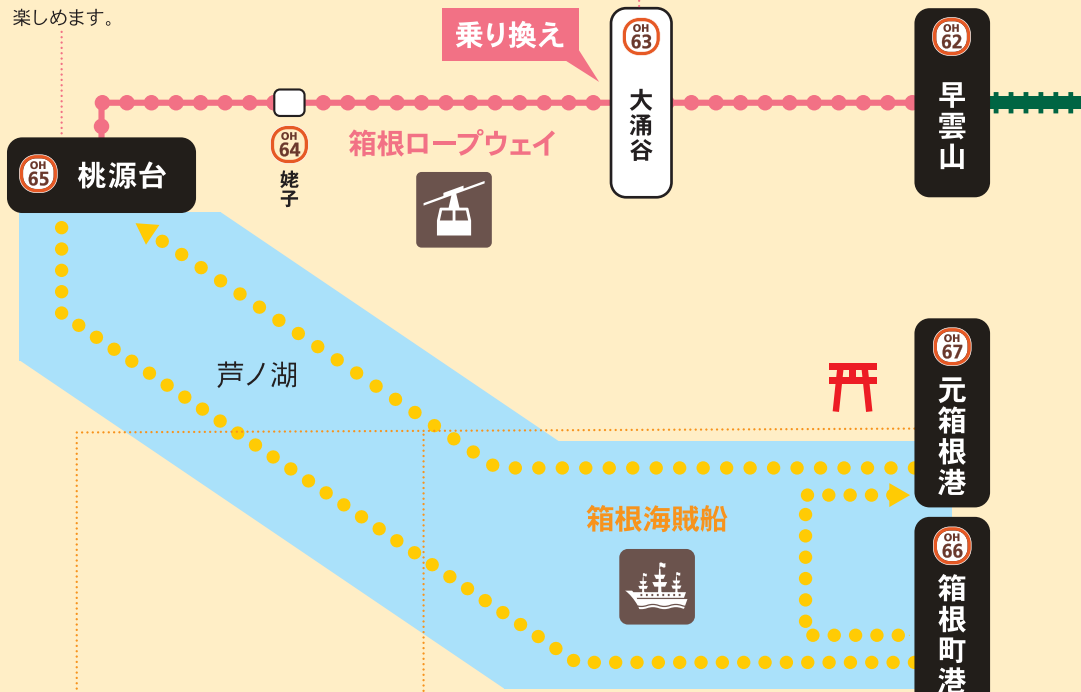 楽しめます。
乗り換え
OH
63
大涌谷
OH
62
早雲山
OH
64
姥子
箱根ロープウェイ
OH
65
桃源台
芦ノ湖
OH
67
元箱根港
箱根海賊船
OH
66
箱根町港